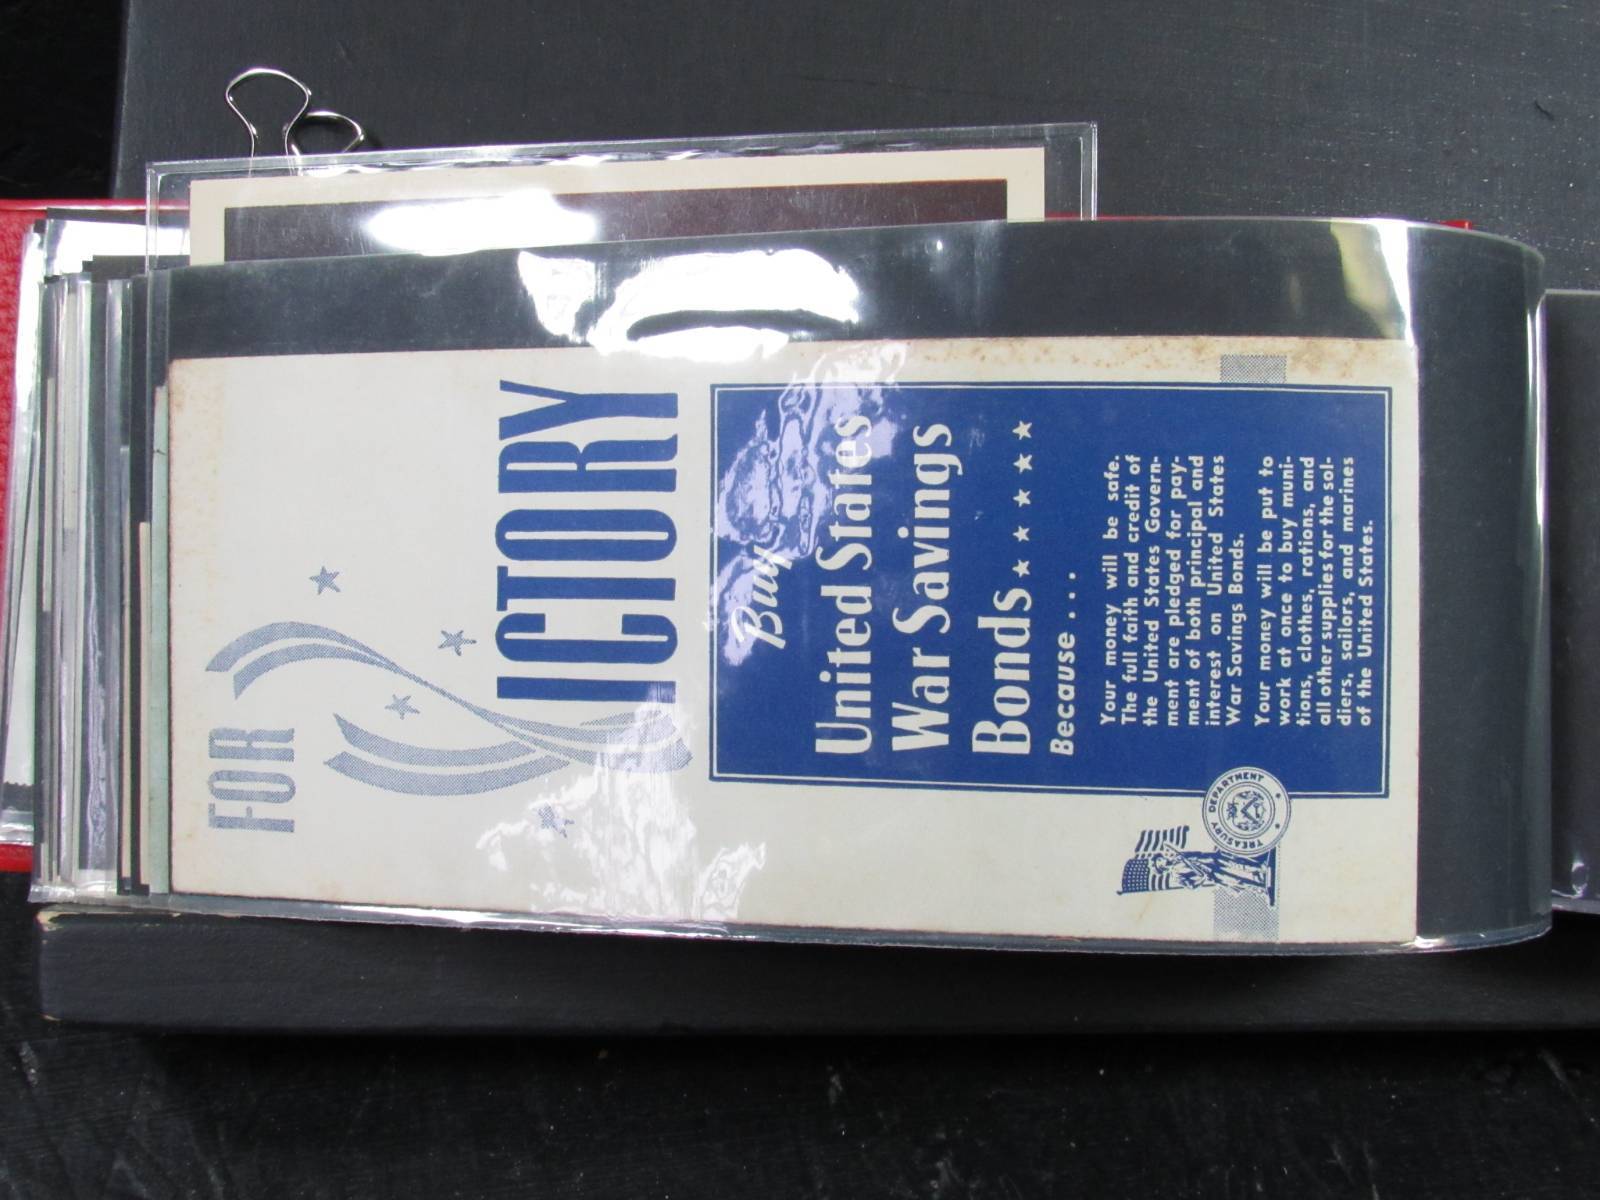 FOR
VICTORY
Buy
United States
War Savings
Bonds
Because...
Your money will be safe.
The full faith and credit of
the United States Govern-
ment are pledged for pay-
ment of both principal and
interest on United States
War Savings Bonds.
Your money will be put to
work at once to buy muni-
tions, clothes, rations, and
all other supplies for the sol-
diers, sailors, and marines
of the United States.
TREASURY DEPARTMENT